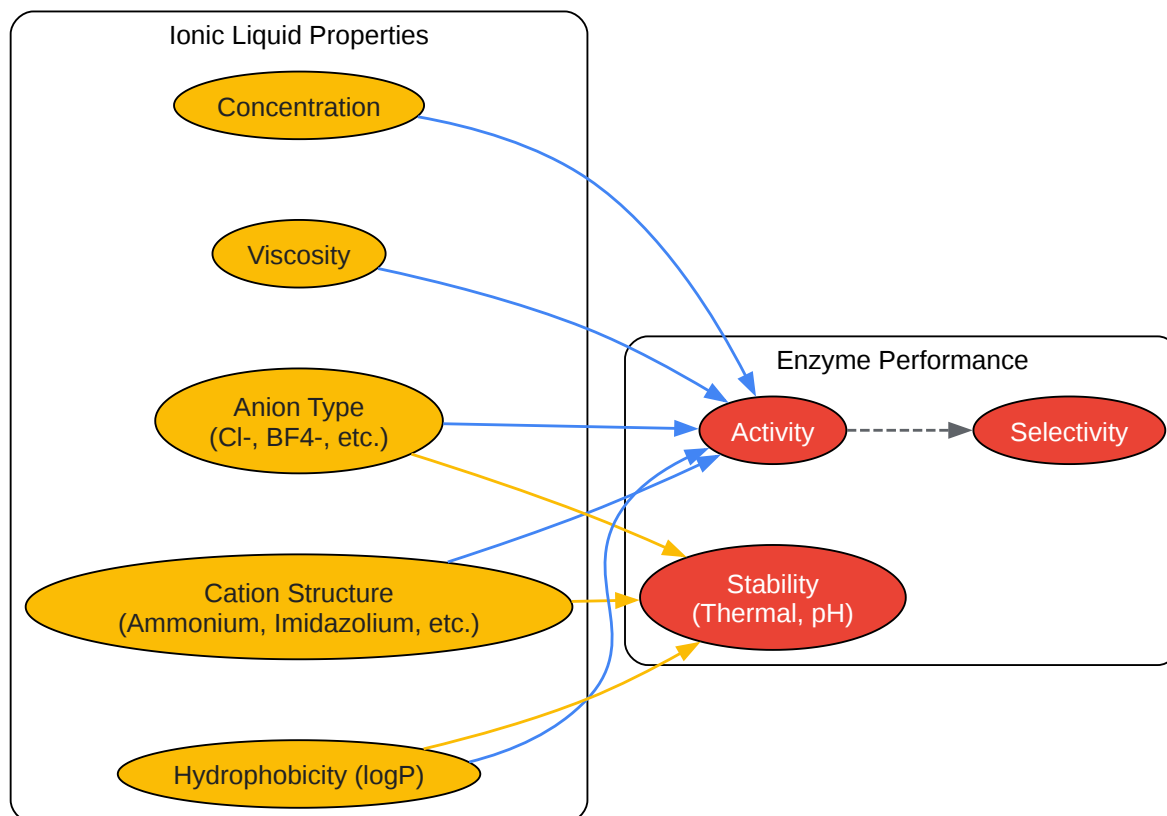 Ionic Liquid Properties
Concentration
Viscosity
Anion Type
(Cl-, BF4-, etc.)
Cation Structure
(Ammonium, Imidazolium, etc.)
Hydrophobicity (logP)
Enzyme Performance
Activity
Selectivity
Stability
(Thermal, pH)